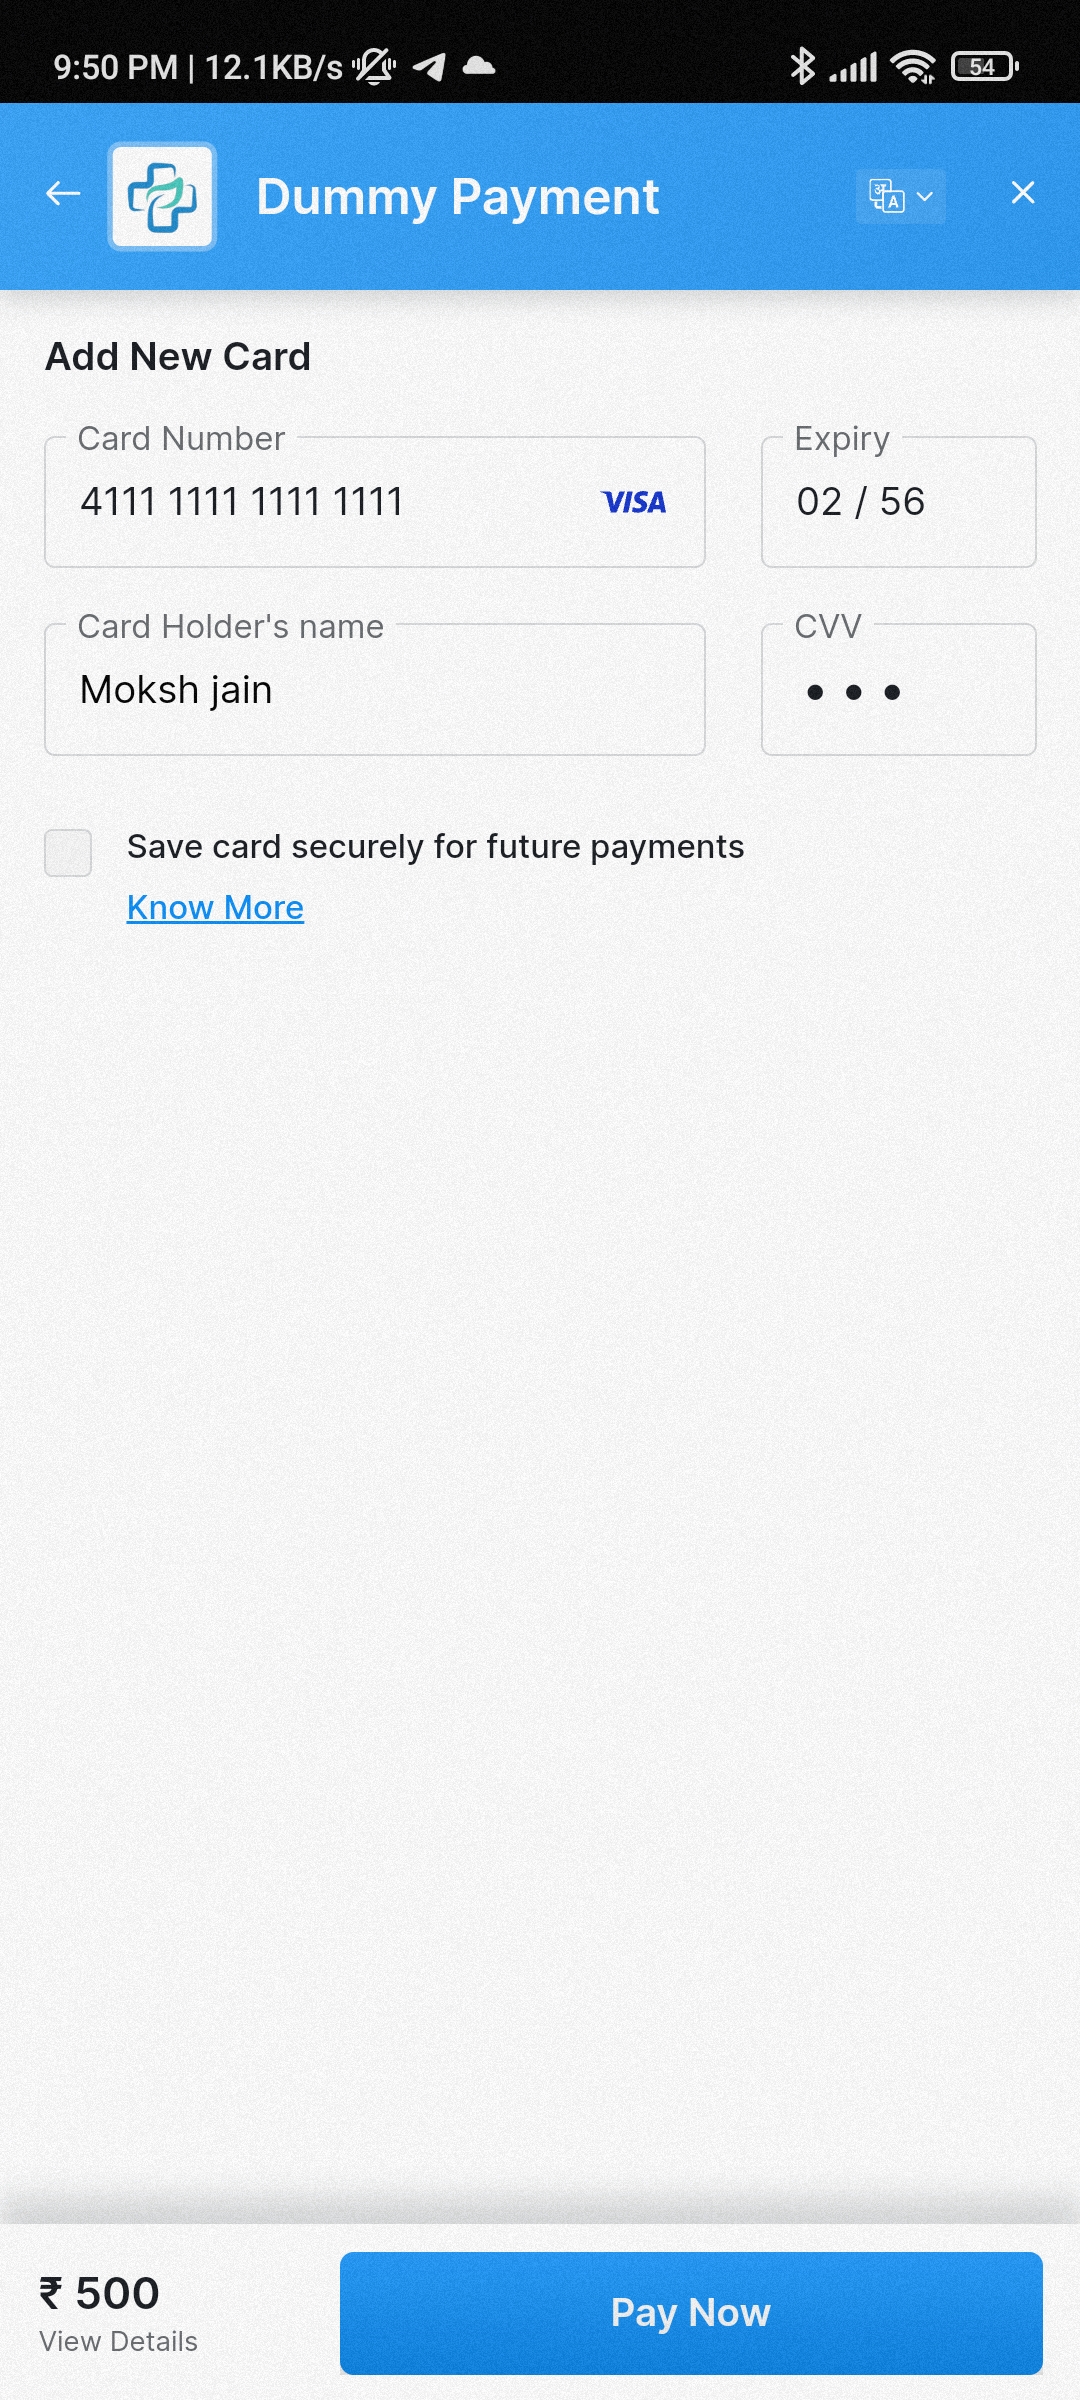 9:50 PM | 12.1KB/s
54
Dummy Payment
अ A
Add New Card
Card Number
4111 1111 1111 1111
VISA
Expiry
02 / 56
Card Holder's name
Moksh jain
CVV
Save card securely for future payments
Know More
₹ 500
View Details
Pay Now